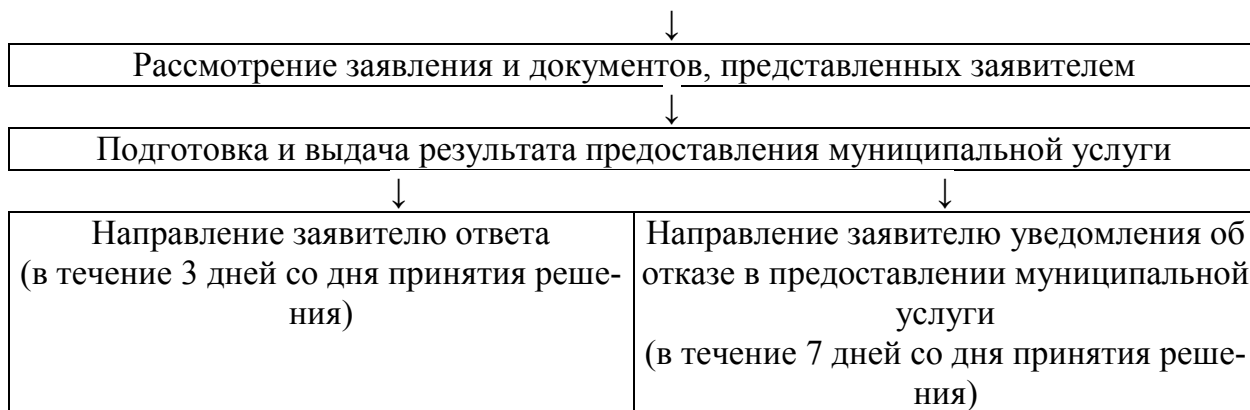 ↓
Рассмотрение заявления и документов, представленных заявителем
↓
Подготовка и выдача результата предоставления муниципальной услуги
↓ ↓
Направление заявителю ответа
(в течение 3 дней со дня принятия реше-
ния)
Направление заявителю уведомления об
отказе в предоставлении муниципальной
услуги
(в течение 7 дней со дня принятия реше-
ния)